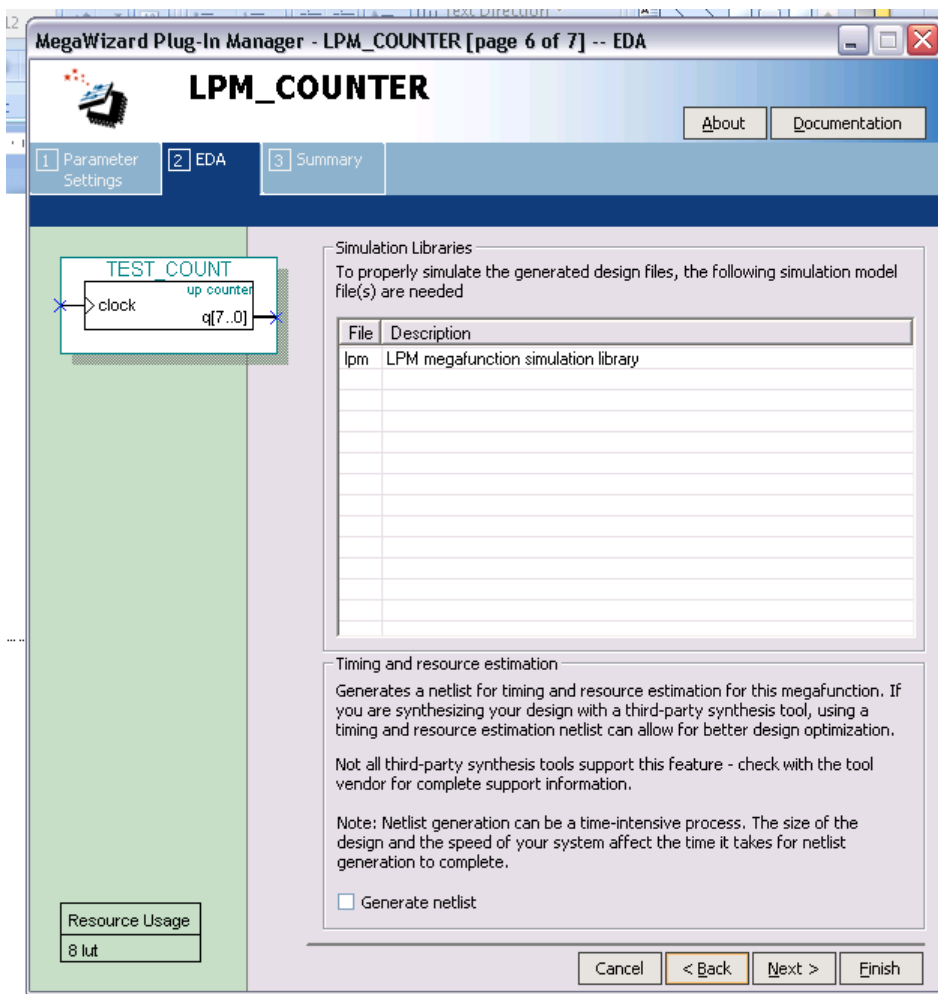 12
Text Direction
MegaWizard Plug-In Manager - LPM_COUNTER [page 6 of 7] -- EDA
LPM_COUNTER
About
Documentation
1 Parameter Settings
2 EDA
3 Summary
TEST_COUNT
up counter
clock
q[7..0]
Simulation Libraries
To properly simulate the generated design files, the following simulation model
file(s) are needed
File Description
lpm LPM megafunction simulation library
Timing and resource estimation
Generates a netlist for timing and resource estimation for this megafunction. If
you are synthesizing your design with a third-party synthesis tool, using a
timing and resource estimation netlist can allow for better design optimization.
Not all third-party synthesis tools support this feature - check with the tool
vendor for complete support information.
Note: Netlist generation can be a time-intensive process. The size of the
design and the speed of your system affect the time it takes for netlist
generation to complete.
Generate netlist
Resource Usage
8 lut
Cancel
< Back
Next >
Finish